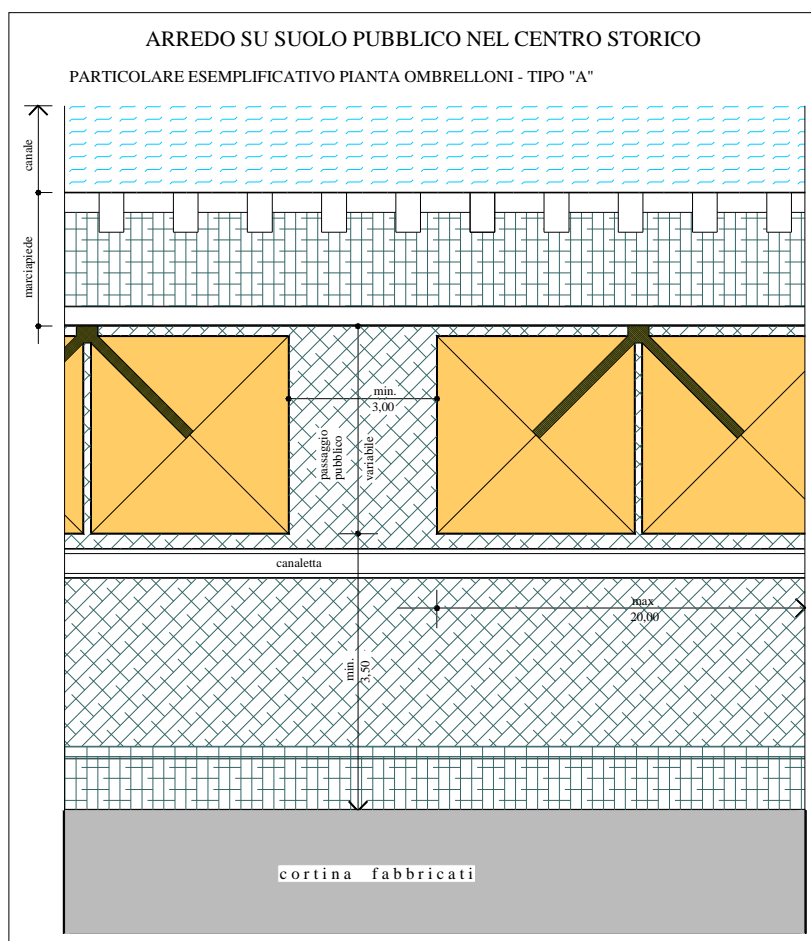 ARREDO SU SUOLO PUBBLICO NEL CENTRO STORICO
PARTICOLARE ESEMPLIFICATIVO PIANTA OMBRELLONI - TIPO "A"
canale
marciapiede
min.
3,00
passaggio
pubblico
variabile
canaletta
max
20,00
min.
3,50
cortina fabbricati